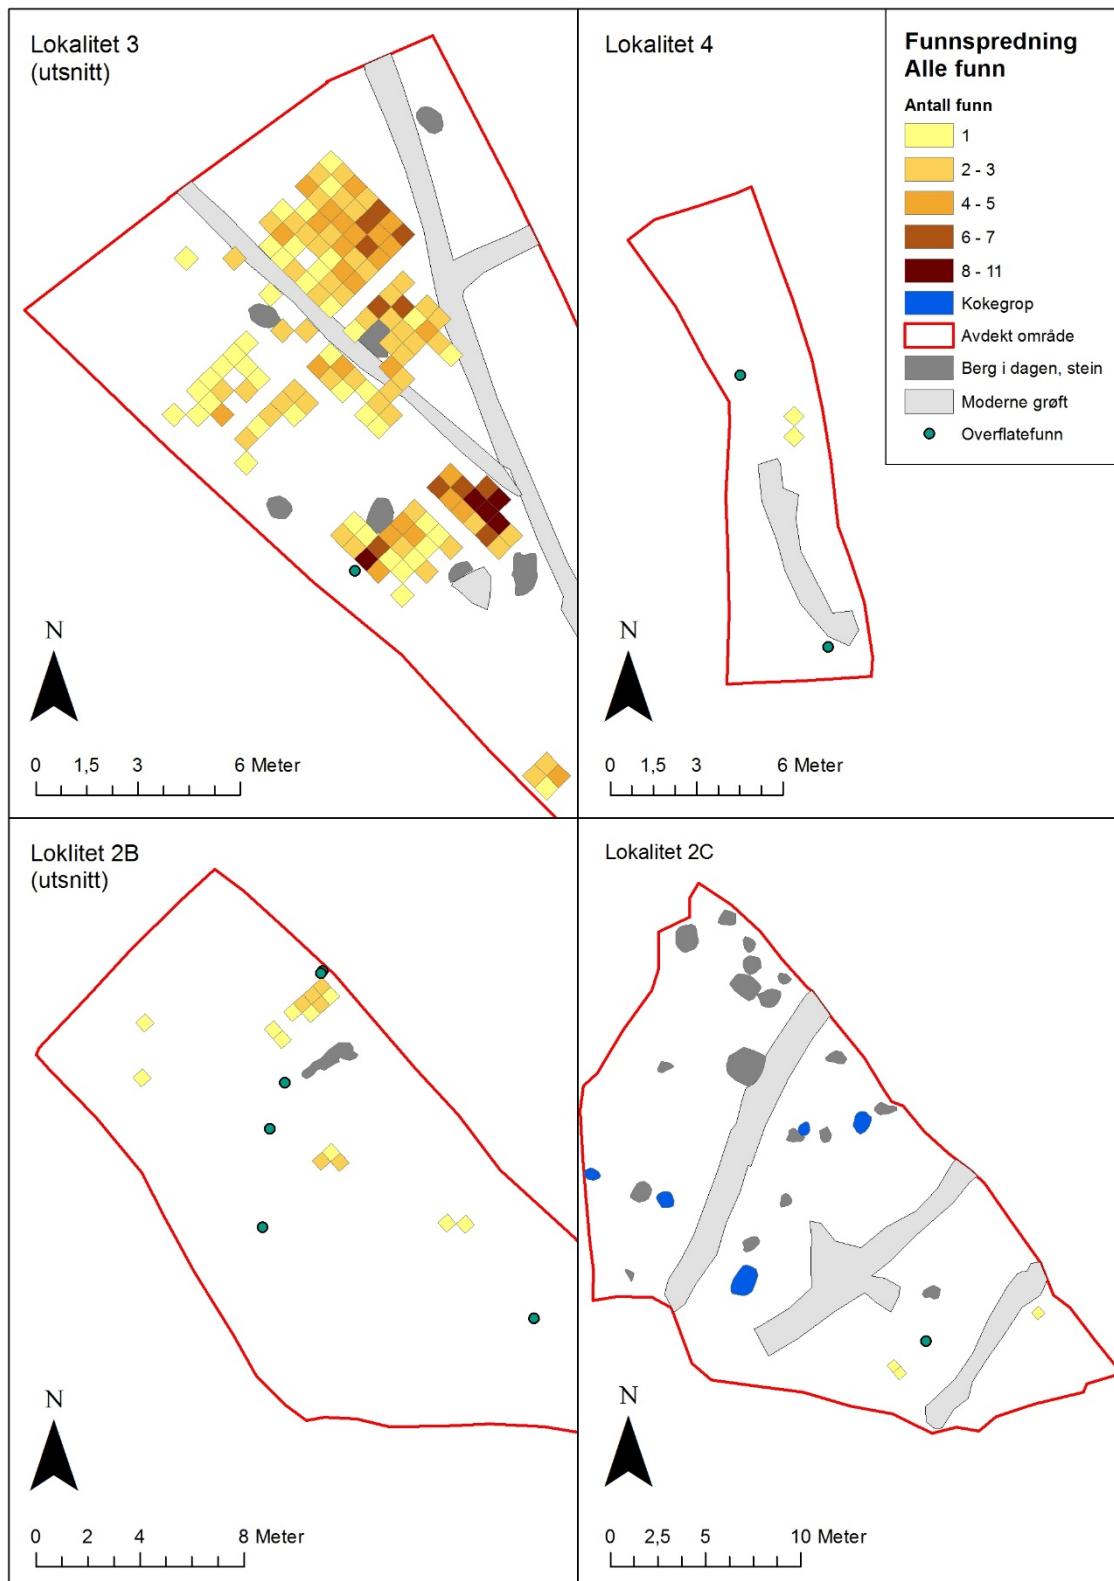 Lokalitet 3
(utsnitt)
N
0 1,5 3 6 Meter
Lokalitet 4
N
0 1,5 3 6 Meter
Funnspredning
Alle funn
Antall funn
1
2 - 3
4 - 5
6 - 7
8 - 11
Kokegrop
Avdekt område
Berg i dagen, stein
Moderne grøft
Overflatefunn
Loklitet 2B
(utsnitt)
N
0 2 4 8 Meter
Lokalitet 2C
N
0 2,5 5 10 Meter